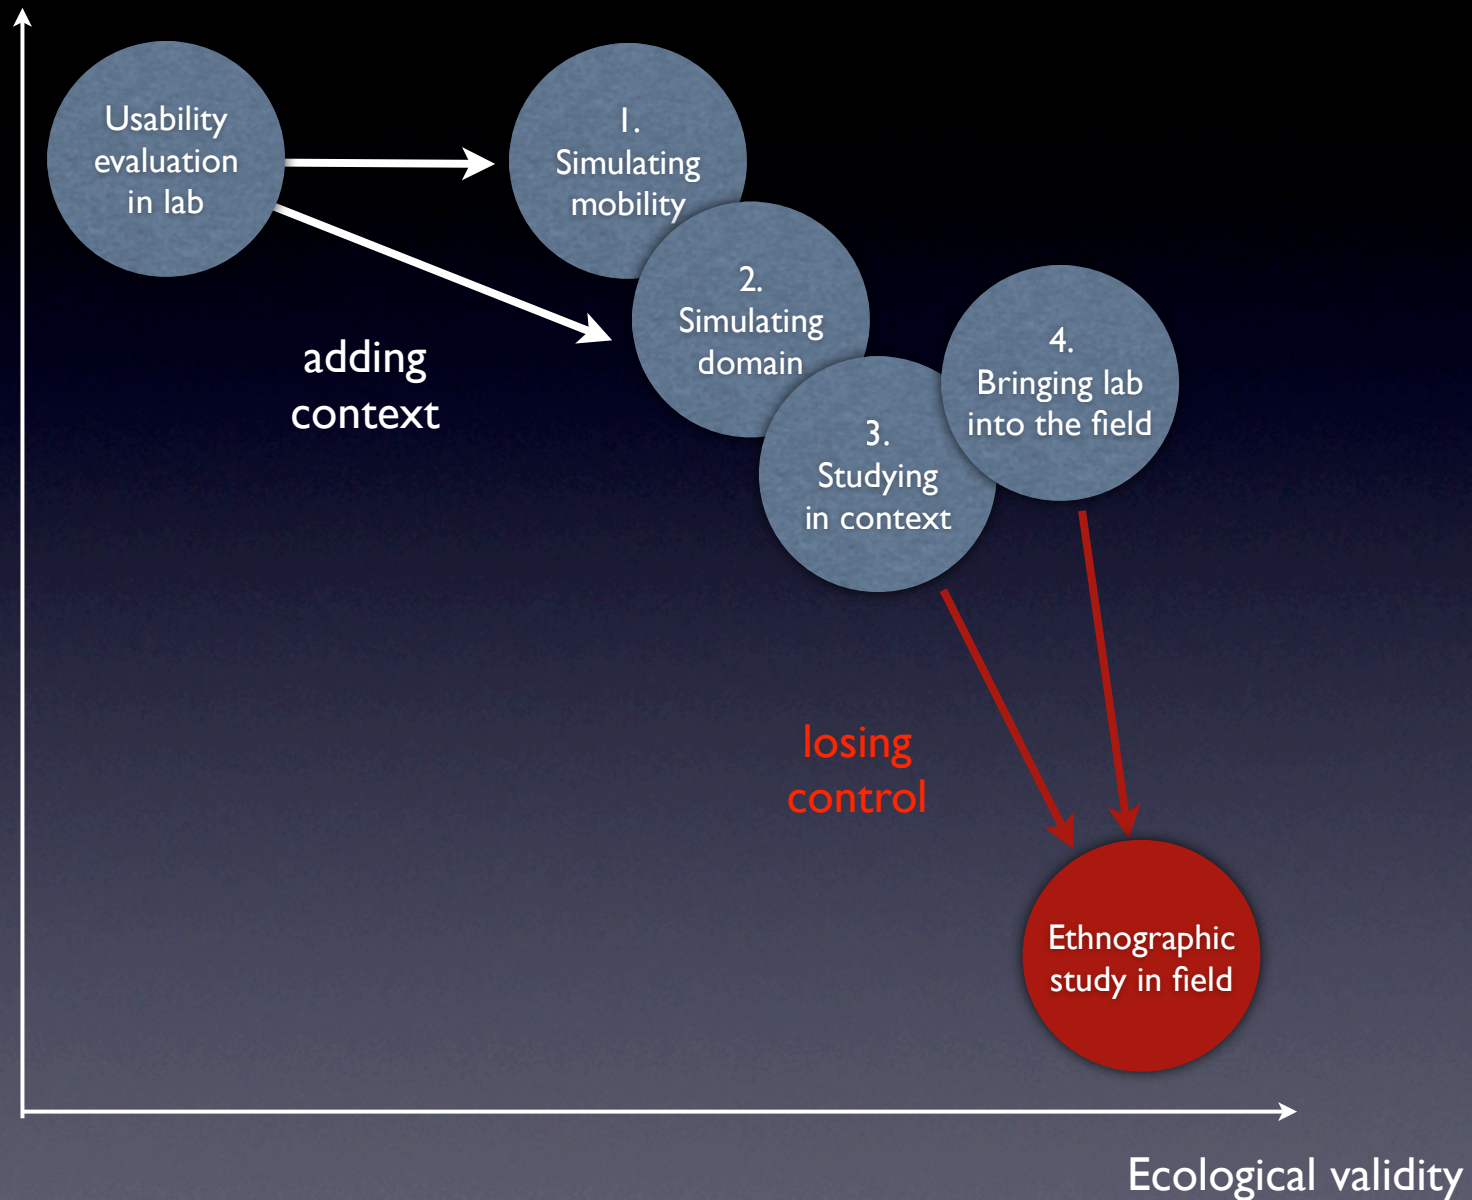 Usability
evaluation
in lab
1.
Simulating
mobility
2.
Simulating
domain
adding
context
4.
Bringing lab
into the field
3.
Studying
in context
losing
control
Ethnographic
study in field
Ecological validity